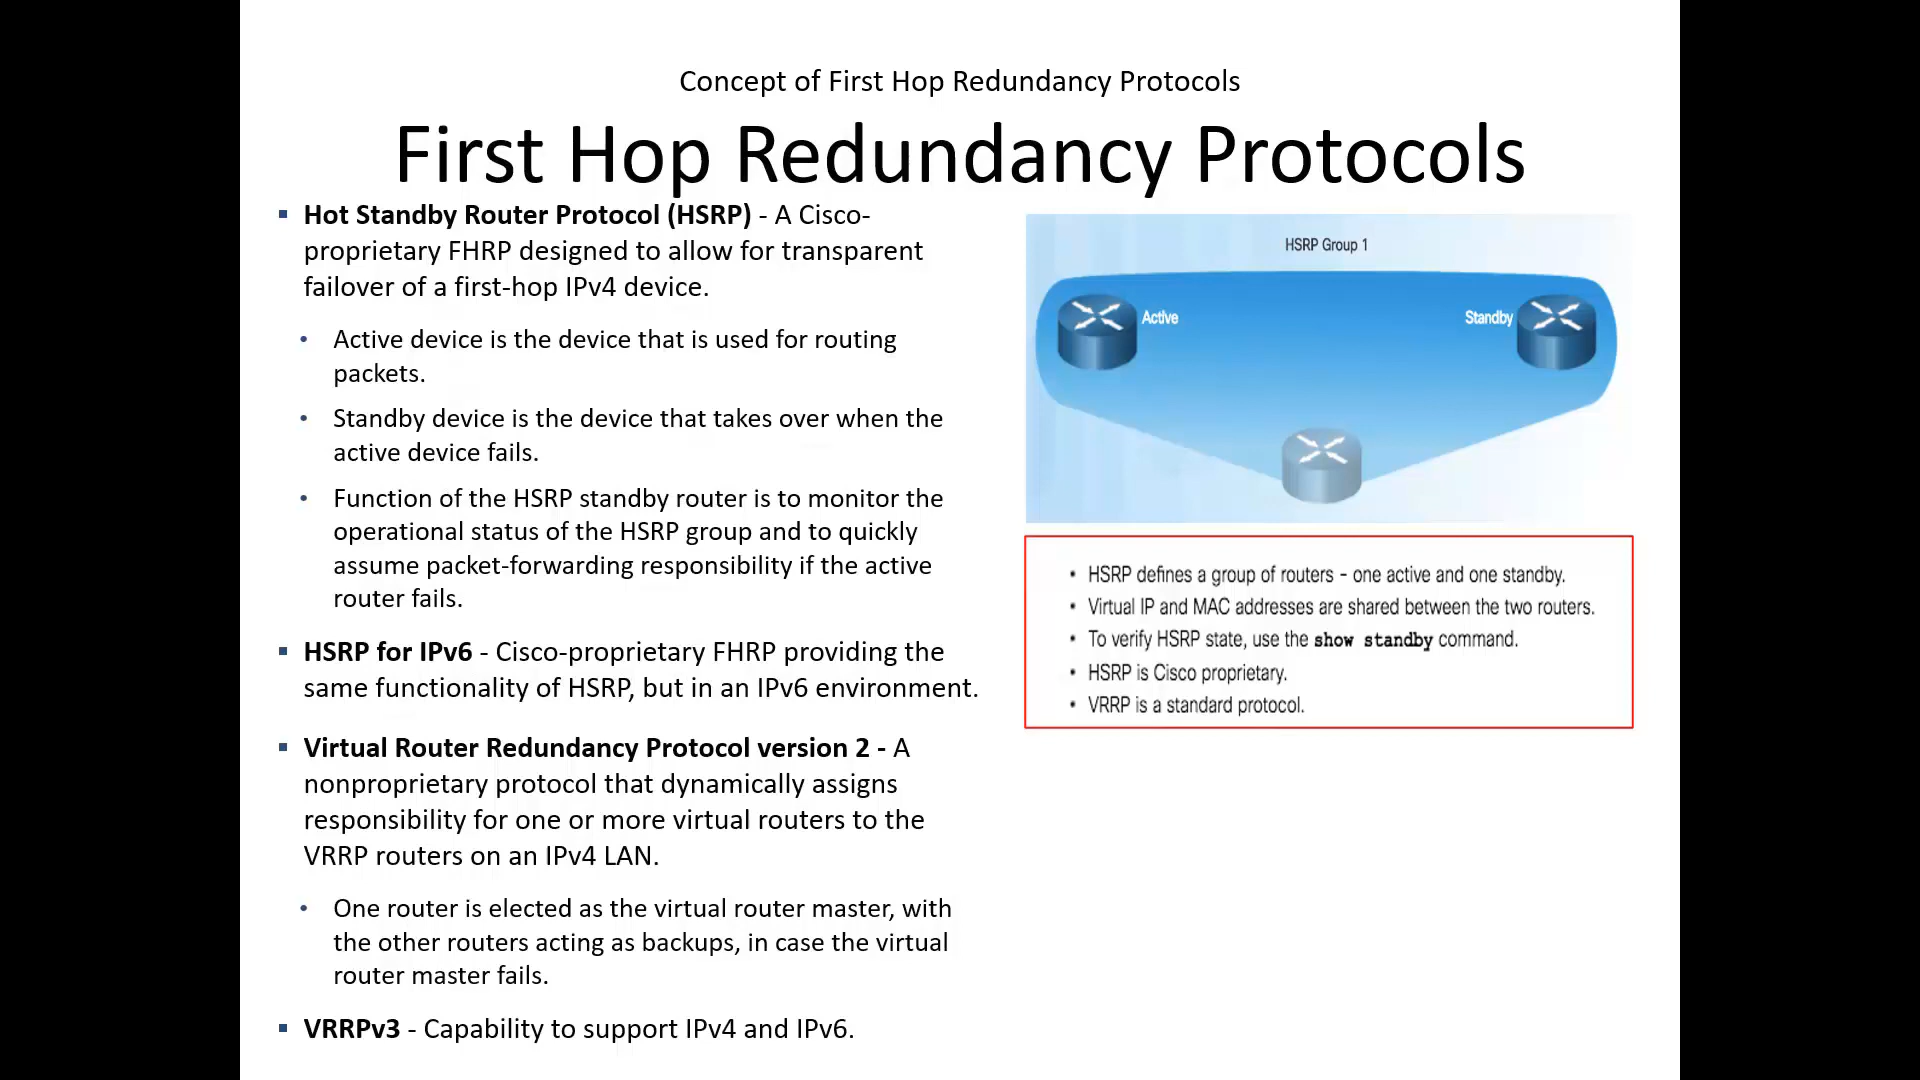 Concept of First Hop Redundancy Protocols
First Hop Redundancy Protocols
▪ Hot Standby Router Protocol (HSRP) - A Cisco-
proprietary FHRP designed to allow for transparent
failover of a first-hop IPv4 device.
• Active device is the device that is used for routing
packets.
• Standby device is the device that takes over when the
active device fails.
• Function of the HSRP standby router is to monitor the
operational status of the HSRP group and to quickly
assume packet-forwarding responsibility if the active
router fails.
▪ HSRP for IPv6 - Cisco-proprietary FHRP providing the
same functionality of HSRP, but in an IPv6 environment.
▪ Virtual Router Redundancy Protocol version 2 - A
nonproprietary protocol that dynamically assigns
responsibility for one or more virtual routers to the
VRRP routers on an IPv4 LAN.
• One router is elected as the virtual router master, with
the other routers acting as backups, in case the virtual
router master fails.
▪ VRRPv3 - Capability to support IPv4 and IPv6.
HSRP Group 1
Active
Standby
• HSRP defines a group of routers - one active and one standby.
• Virtual IP and MAC addresses are shared between the two routers.
• To verify HSRP state, use the show standby command.
• HSRP is Cisco proprietary.
• VRRP is a standard protocol.